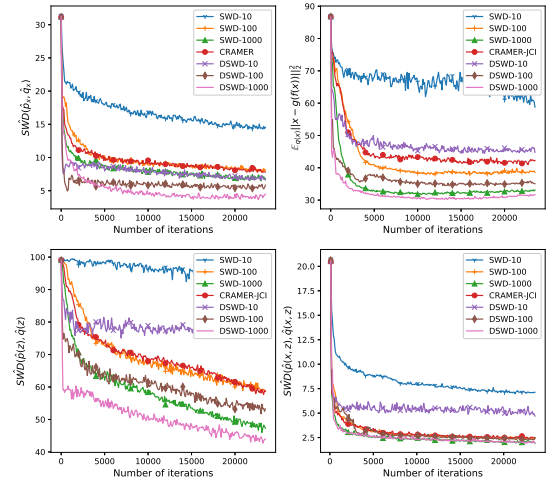 30
25
20
15
10
5
SWD(p̂ₓ, q̂ₓ)
SWD-10
SWD-100
SWD-1000
CRAMER
DSWD-10
DSWD-100
DSWD-1000
0 5000 10000 15000 20000
Number of iterations
90
80
70
60
50
40
30
𝔼q(x)||x − g(f(x))||²₂
SWD-10
SWD-100
SWD-1000
CRAMER-JCI
DSWD-10
DSWD-100
DSWD-1000
0 5000 10000 15000 20000
Number of iterations
100
90
80
70
60
50
40
SŴD(p̂(z), q̂(z)
SWD-10
SWD-100
SWD-1000
CRAMER-JCI
DSWD-10
DSWD-100
DSWD-1000
0 5000 10000 15000 20000
Number of iterations
20.0
17.5
15.0
12.5
10.0
7.5
5.0
2.5
SŴD(p̂(x, z), q̂(x, z)
SWD-10
SWD-100
SWD-1000
CRAMER-JCI
DSWD-10
DSWD-100
DSWD-1000
0 5000 10000 15000 20000
Number of iterations